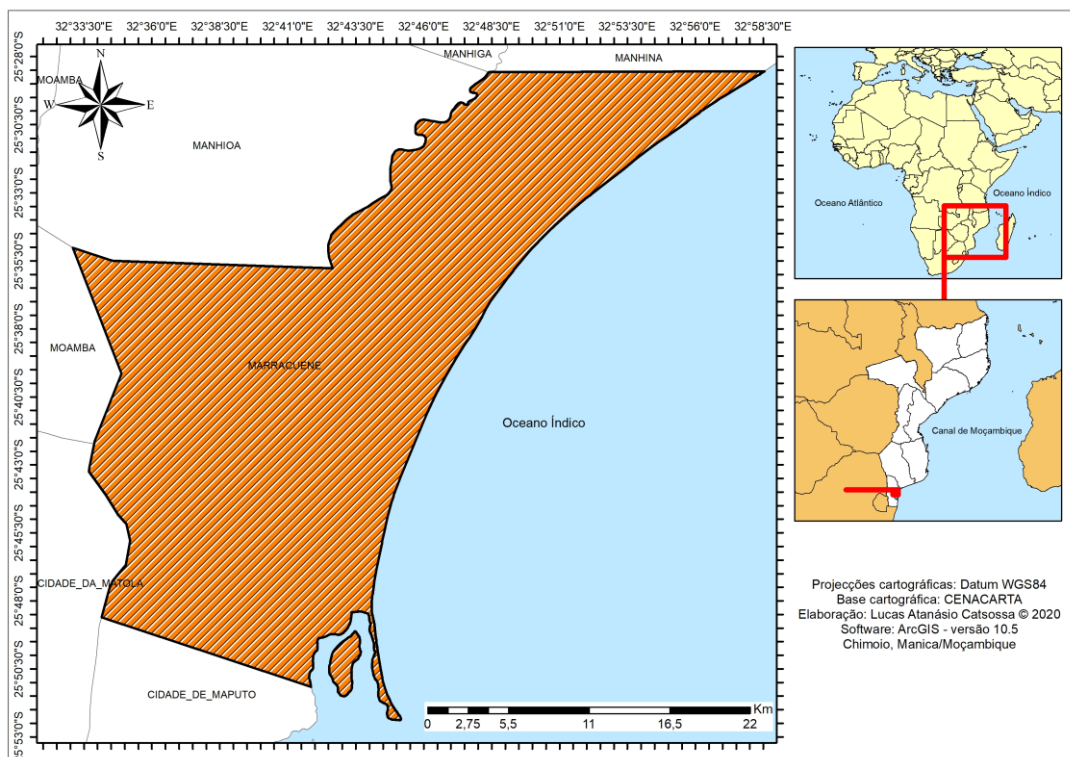 32°33'30"E 32°36'0"E 32°38'30"E 32°41'0"E 32°43'30"E 32°46'0"E 32°48'30"E 32°51'0"E 32°53'30"E 32°56'0"E 32°58'30"E
25°28'0"S
25°30'30"S
25°33'0"S
25°35'30"S
25°38'0"S
25°40'30"S
25°43'0"S
25°45'30"S
25°48'0"S
25°50'30"S
25°53'0"S
MOAMBA
N
W E
S
MANHIGA
MANHINA
MANHIOA
MOAMBA
MARRACUENE
Oceano Índico
CIDADE_DA_MATOLA
CIDADE_DE_MAPUTO
Km
0 2,75 5,5 11 16,5 22
Oceano Atlântico
Oceano Índico
Canal de Moçambique
Projecções cartográficas: Datum WGS84
Base cartográfica: CENACARTA
Elaboração: Lucas Atanásio Catsossa © 2020
Software: ArcGIS - versão 10.5
Chimoio, Manica/Moçambique